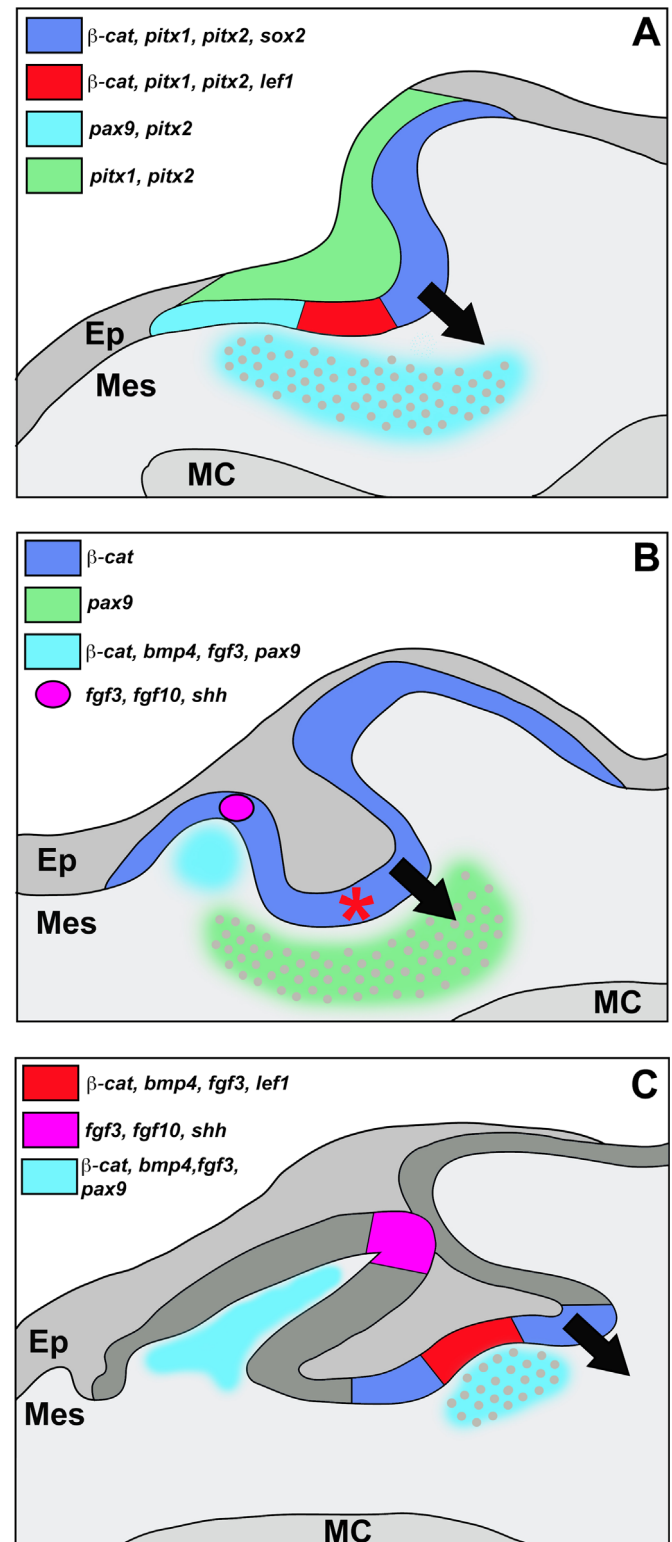 A
β-cat, pitx1, pitx2, sox2
β-cat, pitx1, pitx2, lef1
pax9, pitx2
pitx1, pitx2
Ep
Mes
MC
B
β-cat
pax9
β-cat, bmp4, fgf3, pax9
fgf3, fgf10, shh
Ep
*
Mes
MC
C
β-cat, bmp4, fgf3, lef1
fgf3, fgf10, shh
β-cat, bmp4,fgf3,
pax9
Ep
Mes
MC